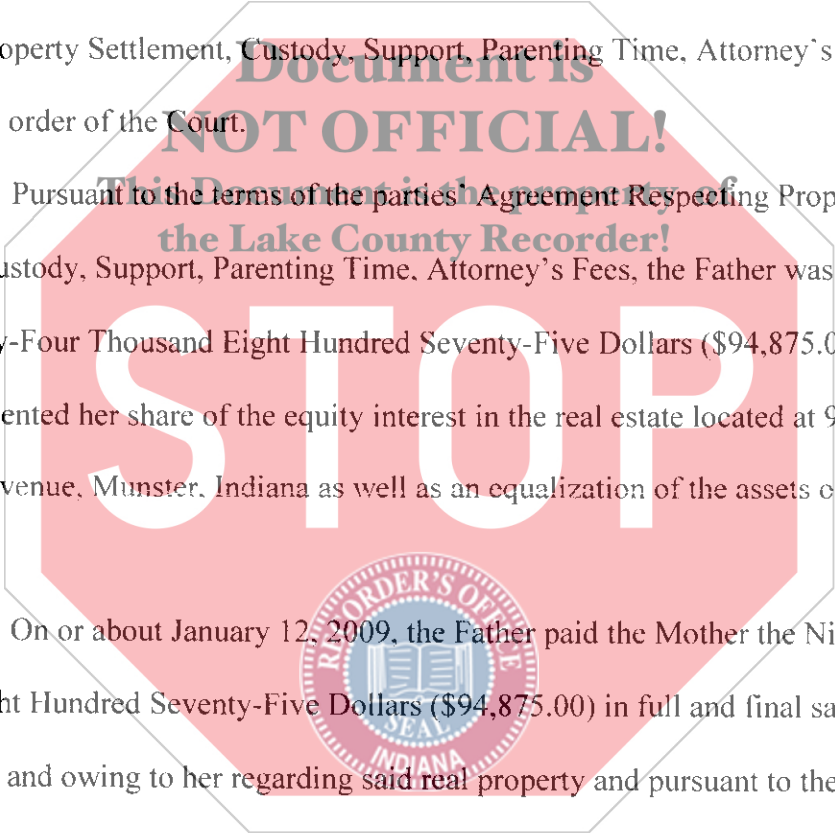 operty Settlement, Custody, Support, Parenting Time, Attorney's
Document is
order of the Court.
NOT OFFICIAL!
Pursuant to the terms of the parties' Agreement Respecting Prop
This Document is the property of
the Lake County Recorder!
ustody, Support, Parenting Time, Attorney's Fees, the Father was
y-Four Thousand Eight Hundred Seventy-Five Dollars ($94,875.0
STOP
ented her share of the equity interest in the real estate located at 9
venue, Munster, Indiana as well as an equalization of the assets o
On or about January 12, 2009, the Father paid the Mother the Ni
RECORDER'S OFFICE
ht Hundred Seventy-Five Dollars ($94,875.00) in full and final sa
SEAL
INDIANA
and owing to her regarding said real property and pursuant to the